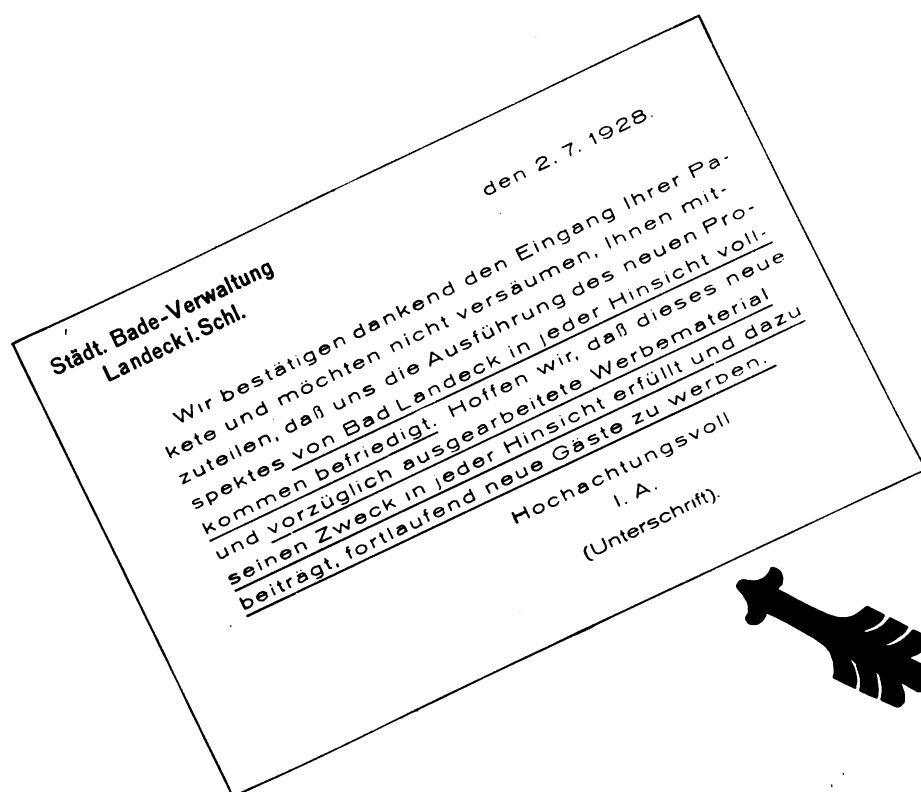 Städt. Bade-Verwaltung
Landeck i. Schl.
den 2. 7. 1928.
Wir bestätigen dankend den Eingang Ihrer Pa-
kete und möchten nicht versäumen, Ihnen mit-
zuteilen, daß uns die Ausführung des neuen Pro-
spektes von Bad Landeck in jeder Hinsicht voll-
kommen befriedigt. Hoffen wir, daß dieses neue
und vorzüglich ausgearbeitete Werbematerial
seinen Zweck in jeder Hinsicht erfüllt und dazu
beiträgt, fortlaufend neue Gäste zu werben.
Hochachtungsvoll
I. A.
(Unterschrift).